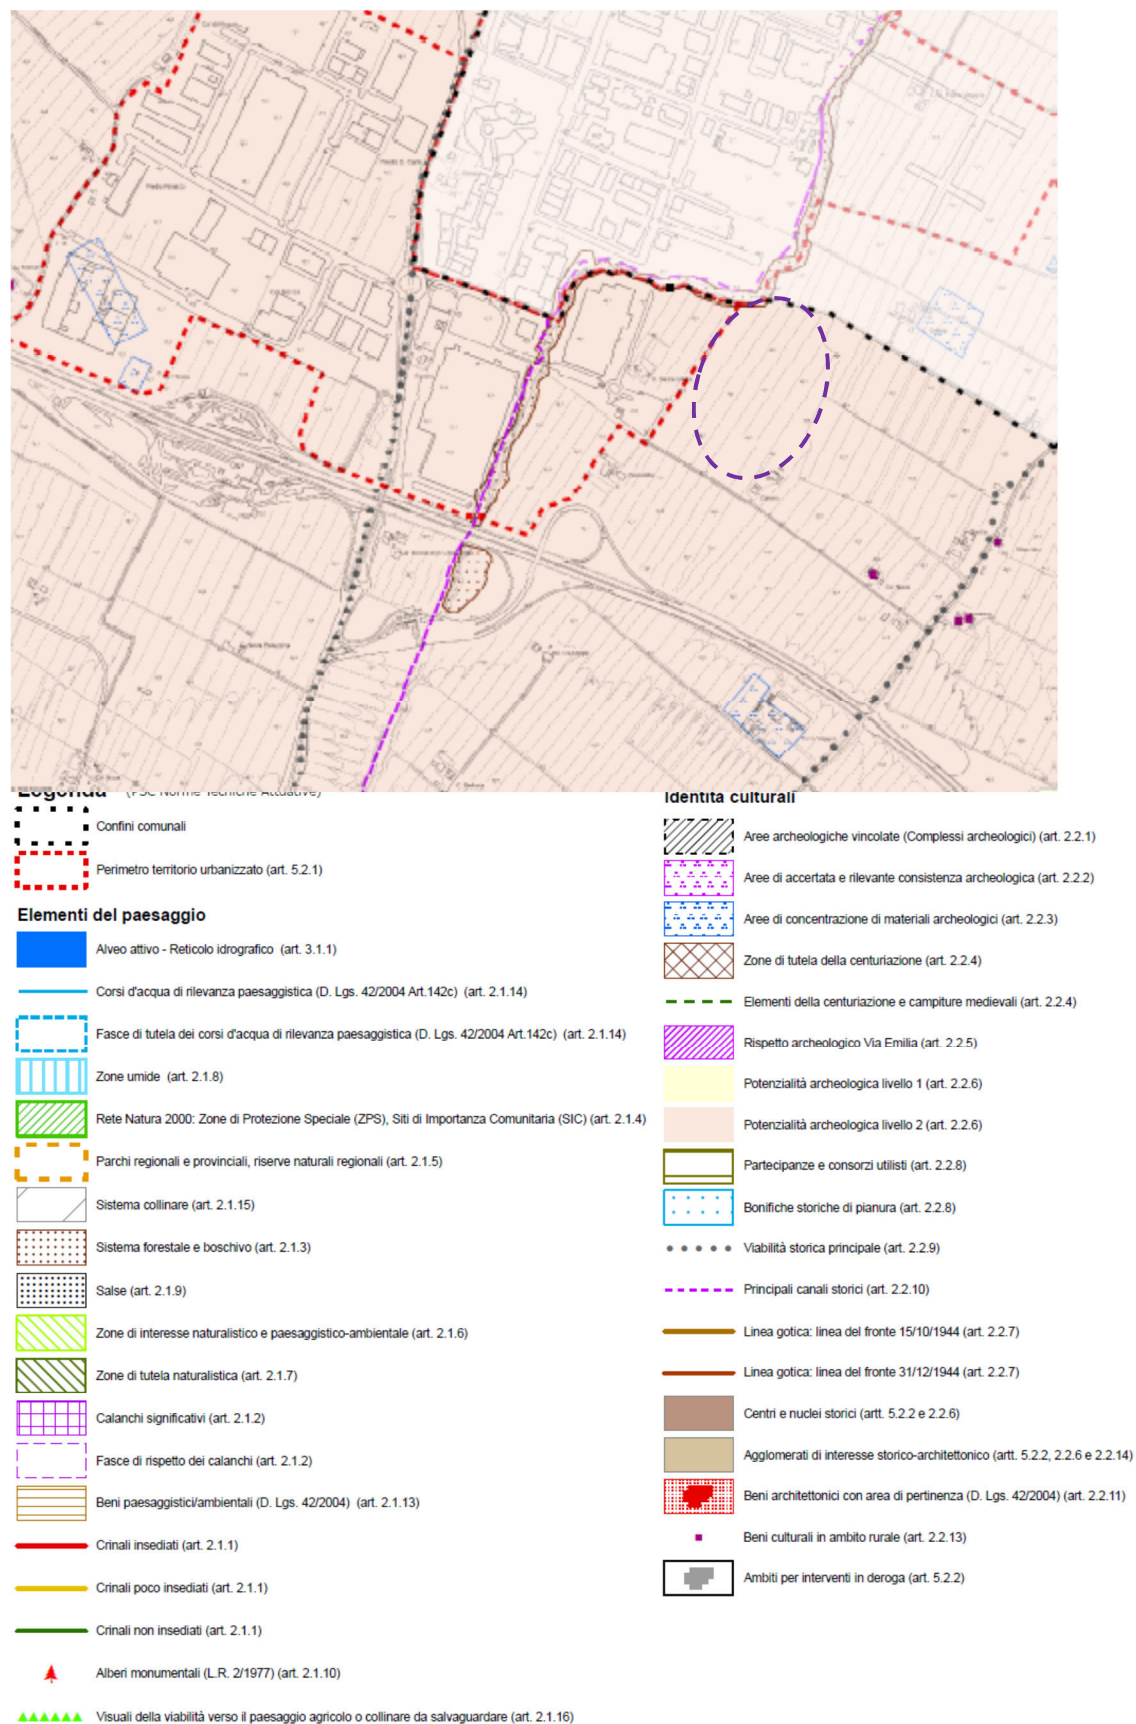 Legenda (PSC Norme Tecniche Attuative)
Confini comunali
Perimetro territorio urbanizzato (art. 5.2.1)
Elementi del paesaggio
Alveo attivo - Reticolo idrografico (art. 3.1.1)
Corsi d'acqua di rilevanza paesaggistica (D. Lgs. 42/2004 Art.142c) (art. 2.1.14)
Fasce di tutela dei corsi d'acqua di rilevanza paesaggistica (D. Lgs. 42/2004 Art.142c) (art. 2.1.14)
Zone umide (art. 2.1.8)
Rete Natura 2000: Zone di Protezione Speciale (ZPS), Siti di Importanza Comunitaria (SIC) (art. 2.1.4)
Parchi regionali e provinciali, riserve naturali regionali (art. 2.1.5)
Sistema collinare (art. 2.1.15)
Sistema forestale e boschivo (art. 2.1.3)
Salse (art. 2.1.9)
Zone di interesse naturalistico e paesaggistico-ambientale (art. 2.1.6)
Zone di tutela naturalistica (art. 2.1.7)
Calanchi significativi (art. 2.1.2)
Fasce di rispetto dei calanchi (art. 2.1.2)
Beni paesaggistici/ambientali (D. Lgs. 42/2004) (art. 2.1.13)
Crinali insediati (art. 2.1.1)
Crinali poco insediati (art. 2.1.1)
Crinali non insediati (art. 2.1.1)
Alberi monumentali (L.R. 2/1977) (art. 2.1.10)
Visuali della viabilità verso il paesaggio agricolo o collinare da salvaguardare (art. 2.1.16)
Identità culturali
Aree archeologiche vincolate (Complessi archeologici) (art. 2.2.1)
Aree di accertata e rilevante consistenza archeologica (art. 2.2.2)
Aree di concentrazione di materiali archeologici (art. 2.2.3)
Zone di tutela della centuriazione (art. 2.2.4)
Elementi della centuriazione e campiture medievali (art. 2.2.4)
Rispetto archeologico Via Emilia (art. 2.2.5)
Potenzialità archeologica livello 1 (art. 2.2.6)
Potenzialità archeologica livello 2 (art. 2.2.6)
Partecipanze e consorzi utilisti (art. 2.2.8)
Bonifiche storiche di pianura (art. 2.2.8)
Viabilità storica principale (art. 2.2.9)
Principali canali storici (art. 2.2.10)
Linea gotica: linea del fronte 15/10/1944 (art. 2.2.7)
Linea gotica: linea del fronte 31/12/1944 (art. 2.2.7)
Centri e nuclei storici (artt. 5.2.2 e 2.2.6)
Agglomerati di interesse storico-architettonico (artt. 5.2.2, 2.2.6 e 2.2.14)
Beni architettonici con area di pertinenza (D. Lgs. 42/2004) (art. 2.2.11)
Beni culturali in ambito rurale (art. 2.2.13)
Ambiti per interventi in deroga (art. 5.2.2)